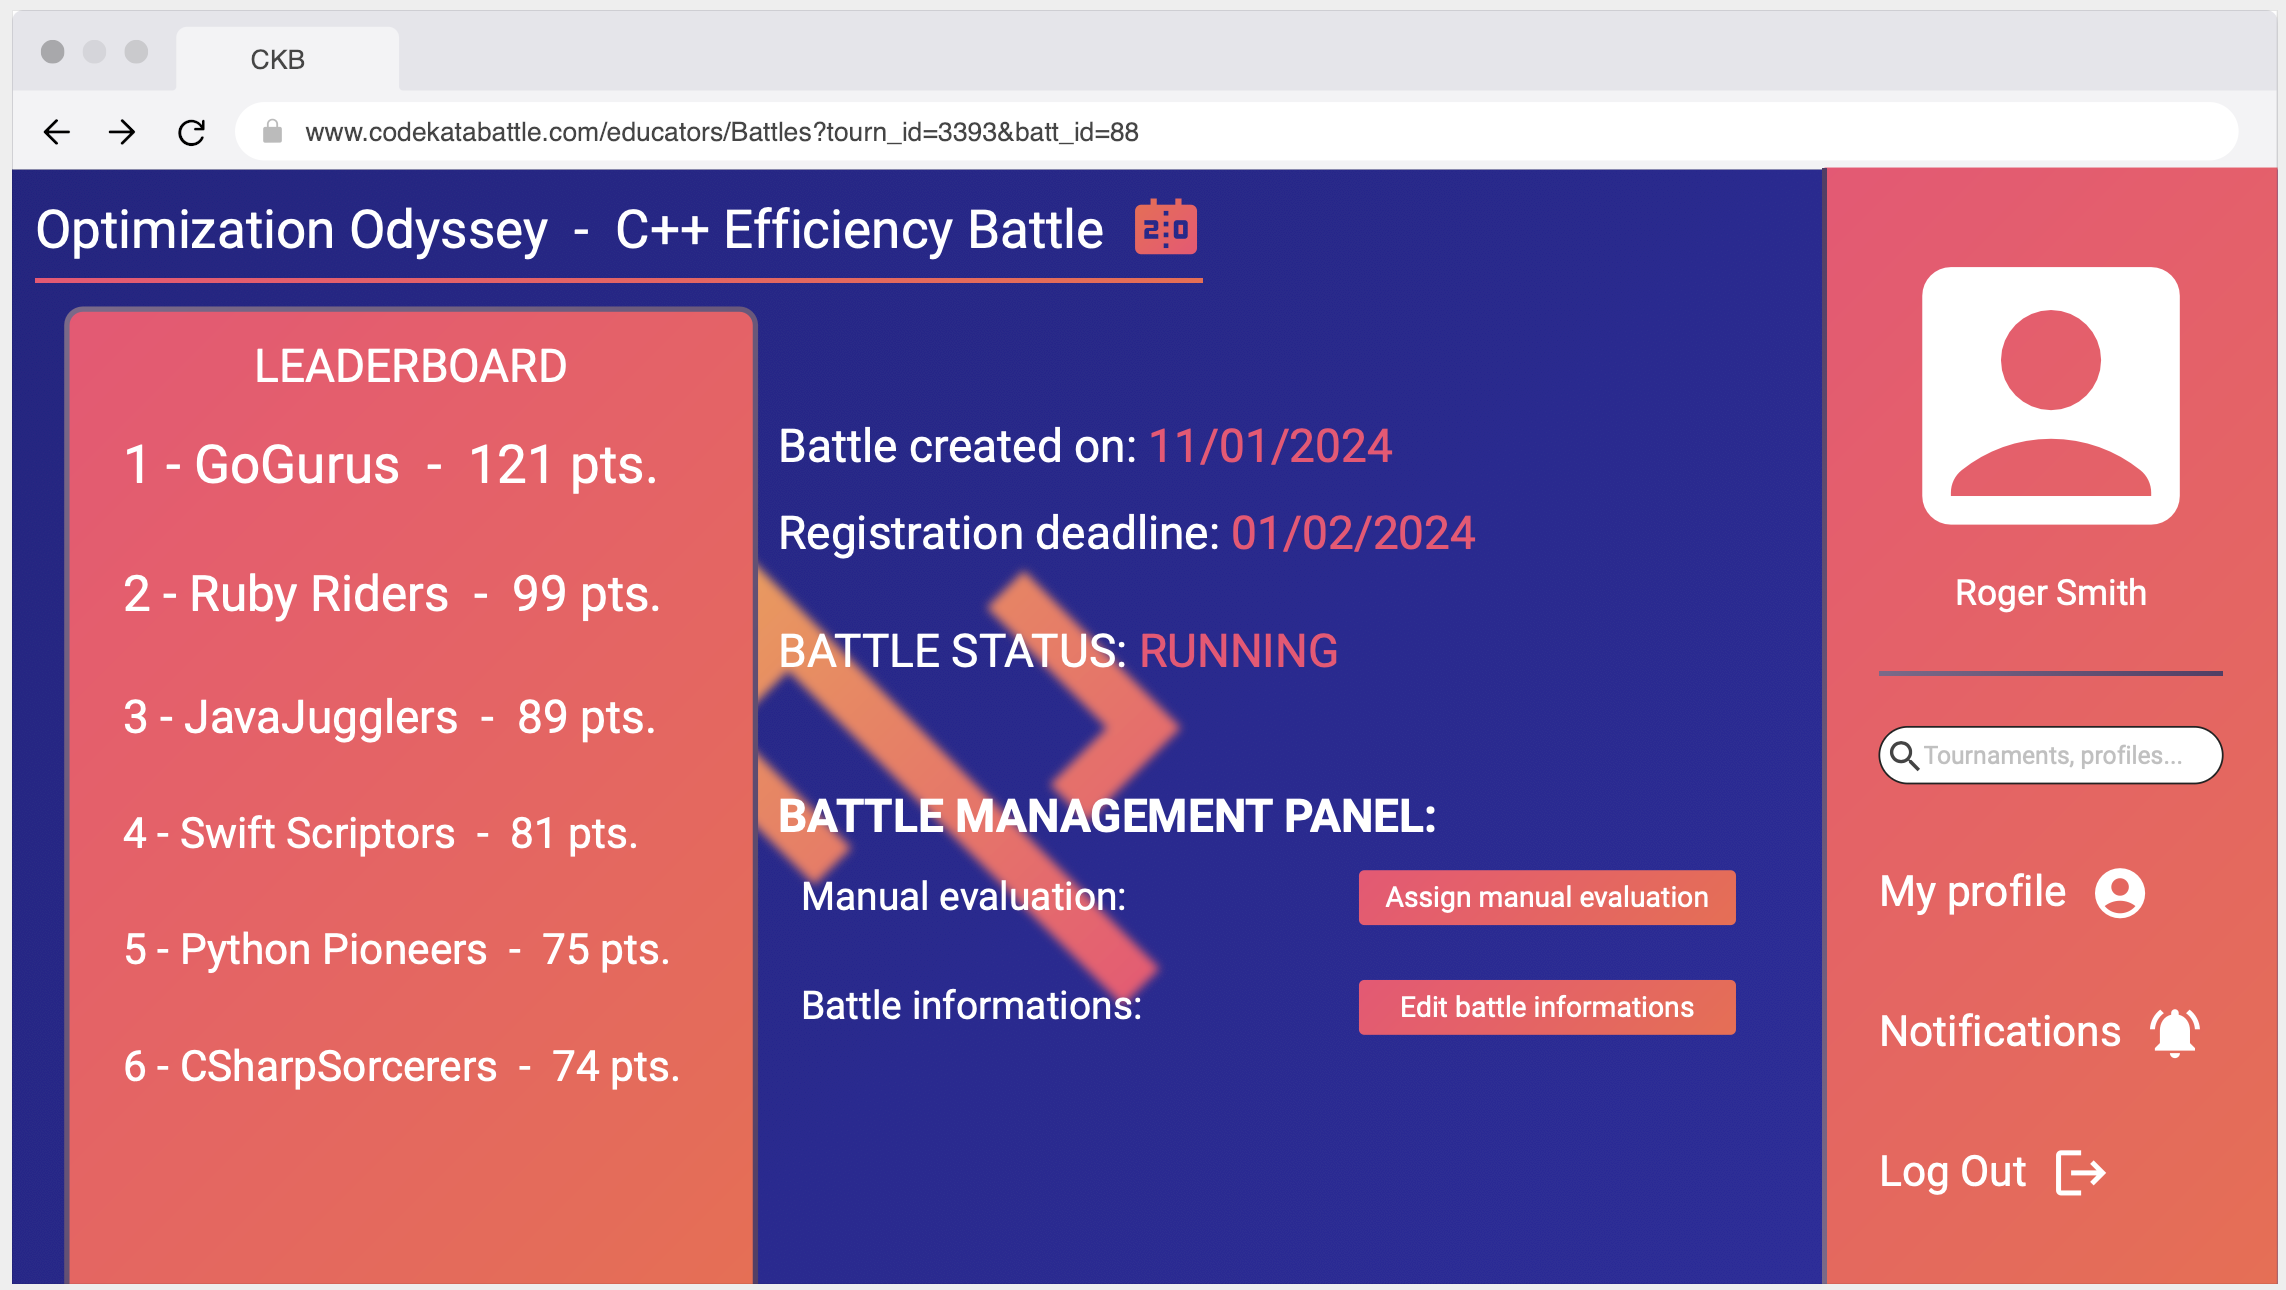 CKB
www.codekatabattle.com/educators/Battles?tourn_id=3393&batt_id=88
Optimization Odyssey - C++ Efficiency Battle
2 0
LEADERBOARD
1 - GoGurus - 121 pts.
2 - Ruby Riders - 99 pts.
3 - JavaJugglers - 89 pts.
4 - Swift Scriptors - 81 pts.
5 - Python Pioneers - 75 pts.
6 - CSharpSorcerers - 74 pts.
Battle created on: 11/01/2024
Registration deadline: 01/02/2024
BATTLE STATUS: RUNNING
BATTLE MANAGEMENT PANEL:
Manual evaluation:
Assign manual evaluation
Battle informations:
Edit battle informations
Roger Smith
Tournaments, profiles...
My profile
Notifications
Log Out